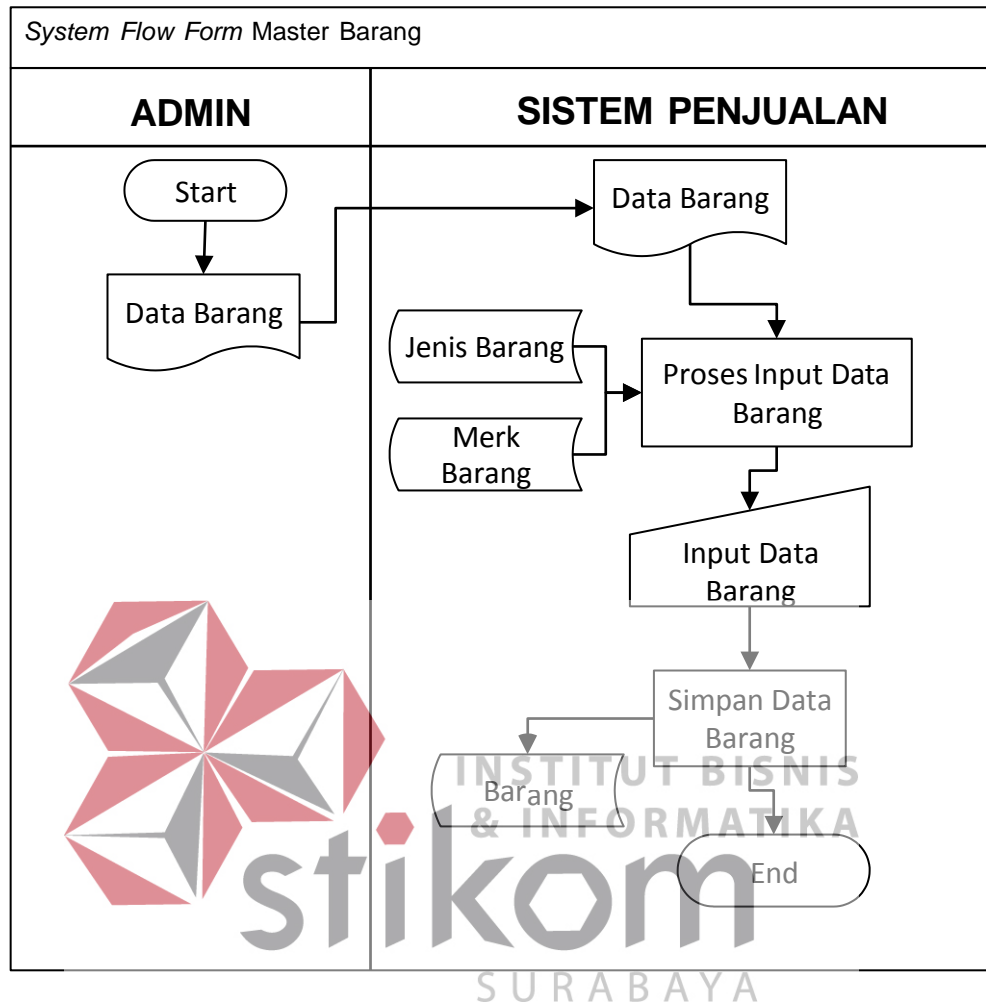 System Flow Form Master Barang
ADMIN
SISTEM PENJUALAN
Start
Data Barang
Data Barang
Jenis Barang
Merk
Barang
Proses Input Data
Barang
Input Data
Barang
Simpan Data
Barang
Barang
End
INSTITUT BISNIS
& INFORMATIKA
stikom
SURABAYA